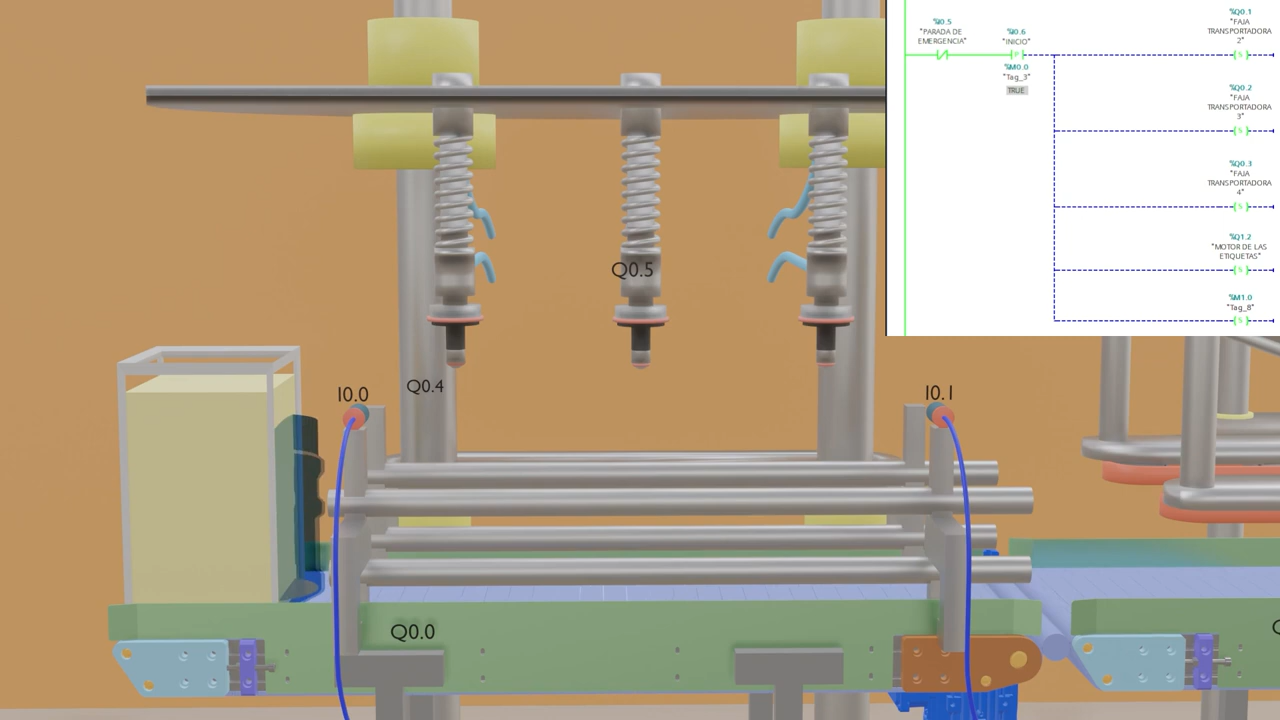 %I0.5
"PARADA DE
EMERGENCIA"
%I0.6
"INICIO"
P
%M0.0
"Tag_3"
TRUE
%Q0.1
"FAJA
TRANSPORTADORA
2"
S
%Q0.2
"FAJA
TRANSPORTADORA
3"
S
%Q0.3
"FAJA
TRANSPORTADORA
4"
S
%Q1.2
"MOTOR DE LAS
ETIQUETAS"
S
%M1.0
"Tag_8"
S
Q0.5
I0.0
Q0.4
I0.1
Q0.0